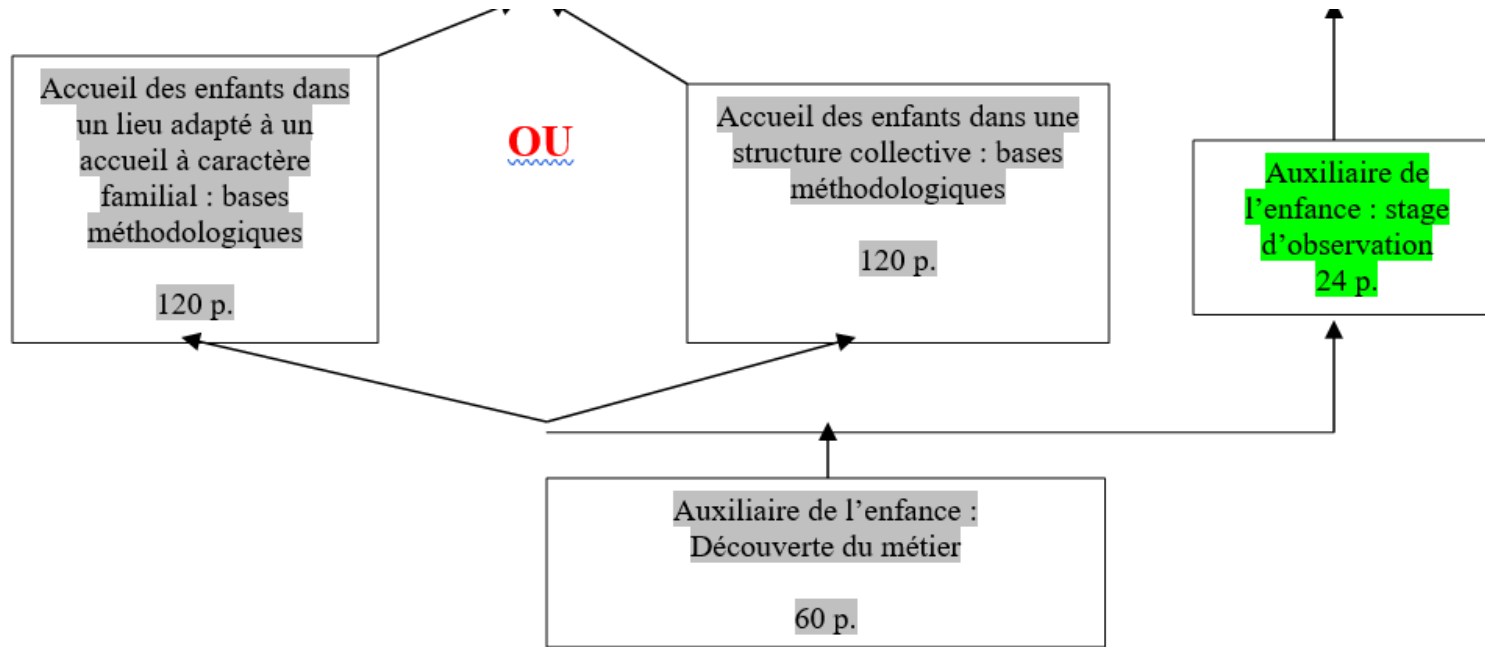 Accueil des enfants dans
un lieu adapté à un
accueil à caractère
familial : bases
méthodologiques
120 p.
OU
Accueil des enfants dans une
structure collective : bases
méthodologiques
120 p.
Auxiliaire de
l’enfance : stage
d’observation
24 p.
Auxiliaire de l’enfance :
Découverte du métier
60 p.